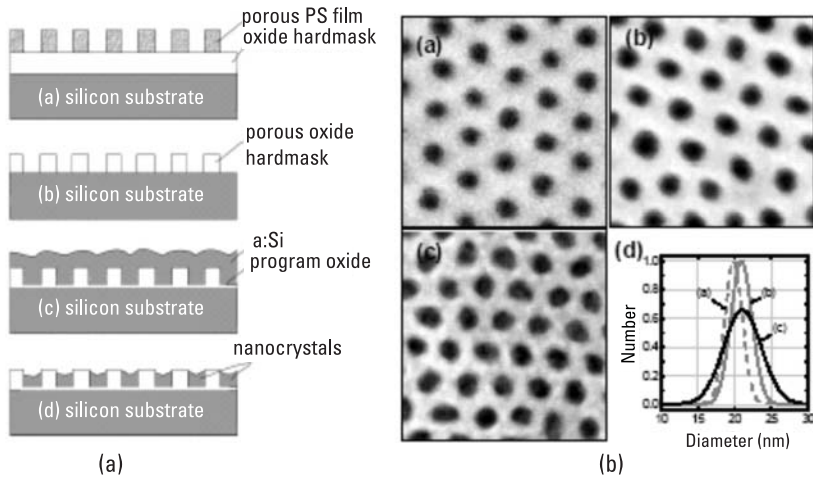 porous PS film
oxide hardmask
(a) silicon substrate
porous oxide
hardmask
(b) silicon substrate
a:Si
program oxide
(c) silicon substrate
nanocrystals
(d) silicon substrate
(a)
(a)
(b)
(c)
(d)
1.0
0.8
0.6
0.4
0.2
0.0
Number
(a)
(b)
(c)
10 15 20 25 30
Diameter (nm)
(b)